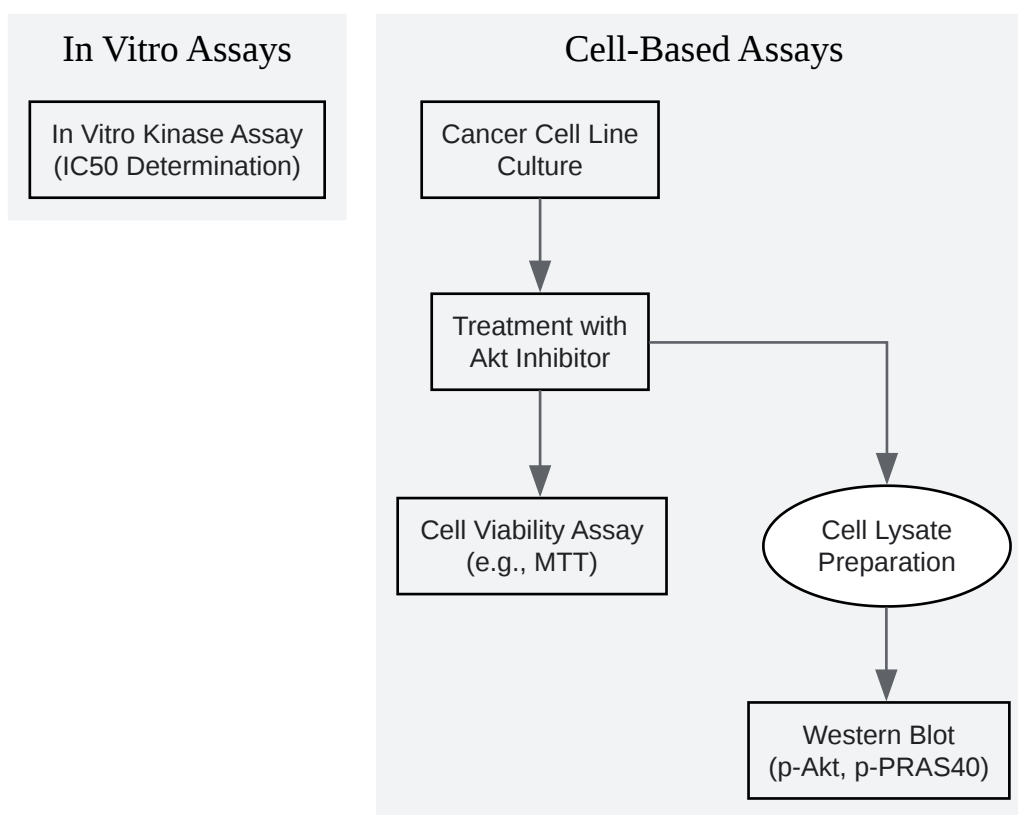 In Vitro Assays
In Vitro Kinase Assay
(IC50 Determination)
Cell-Based Assays
Cancer Cell Line
Culture
Treatment with
Akt Inhibitor
Cell Viability Assay
(e.g., MTT)
Cell Lysate
Preparation
Western Blot
(p-Akt, p-PRAS40)